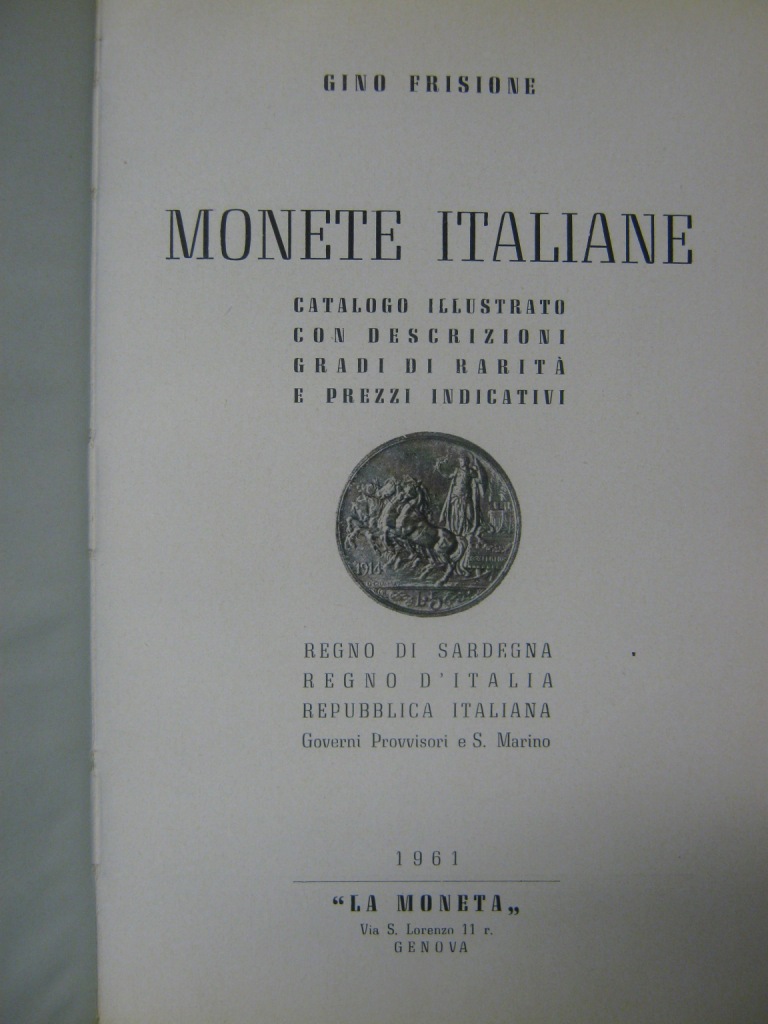 GINO FRISIONE
MONETE ITALIANE
CATALOGO ILLUSTRATO
CON DESCRIZIONI
GRADI DI RARITÀ
E PREZZI INDICATIVI
1914
L.5
REGNO DI SARDEGNA
REGNO D'ITALIA
REPUBBLICA ITALIANA
Governi Provvisori e S. Marino
1961
“LA MONETA„
Via S. Lorenzo 11 r.
GENOVA